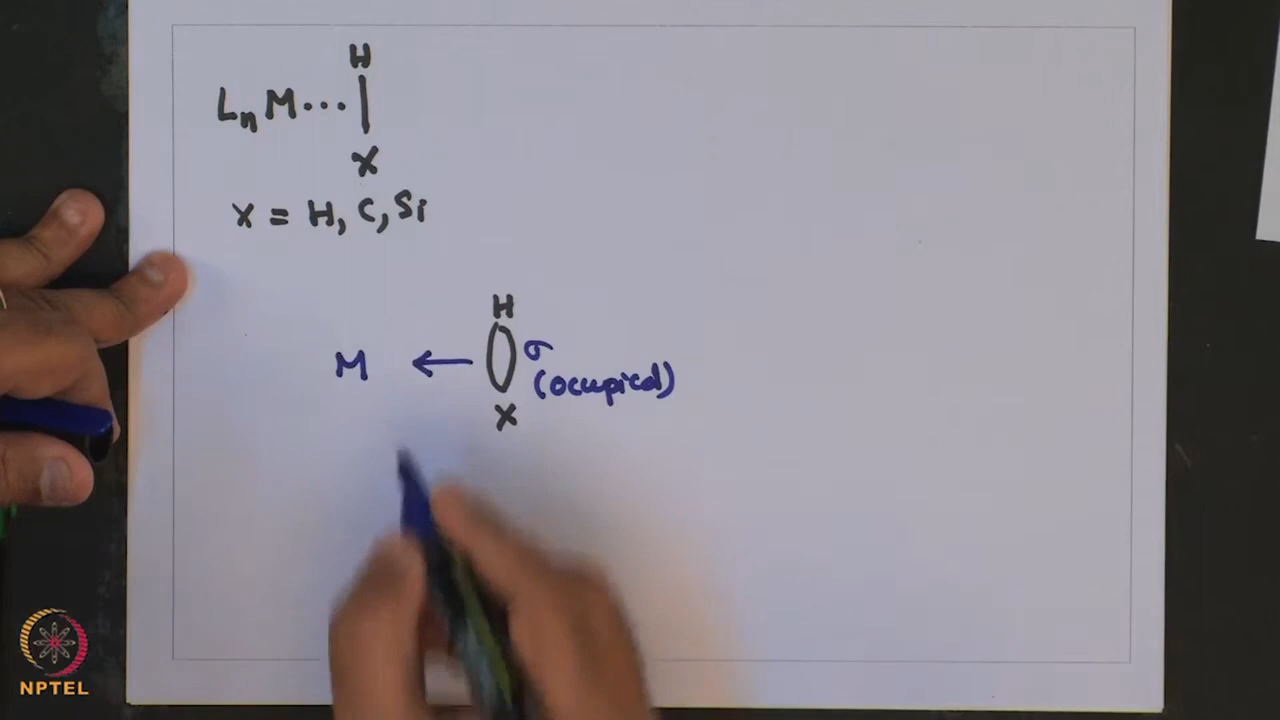 H
LnM...|
X
X = H, C, Si
H
M ← σ
(occupied)
X
NPTEL